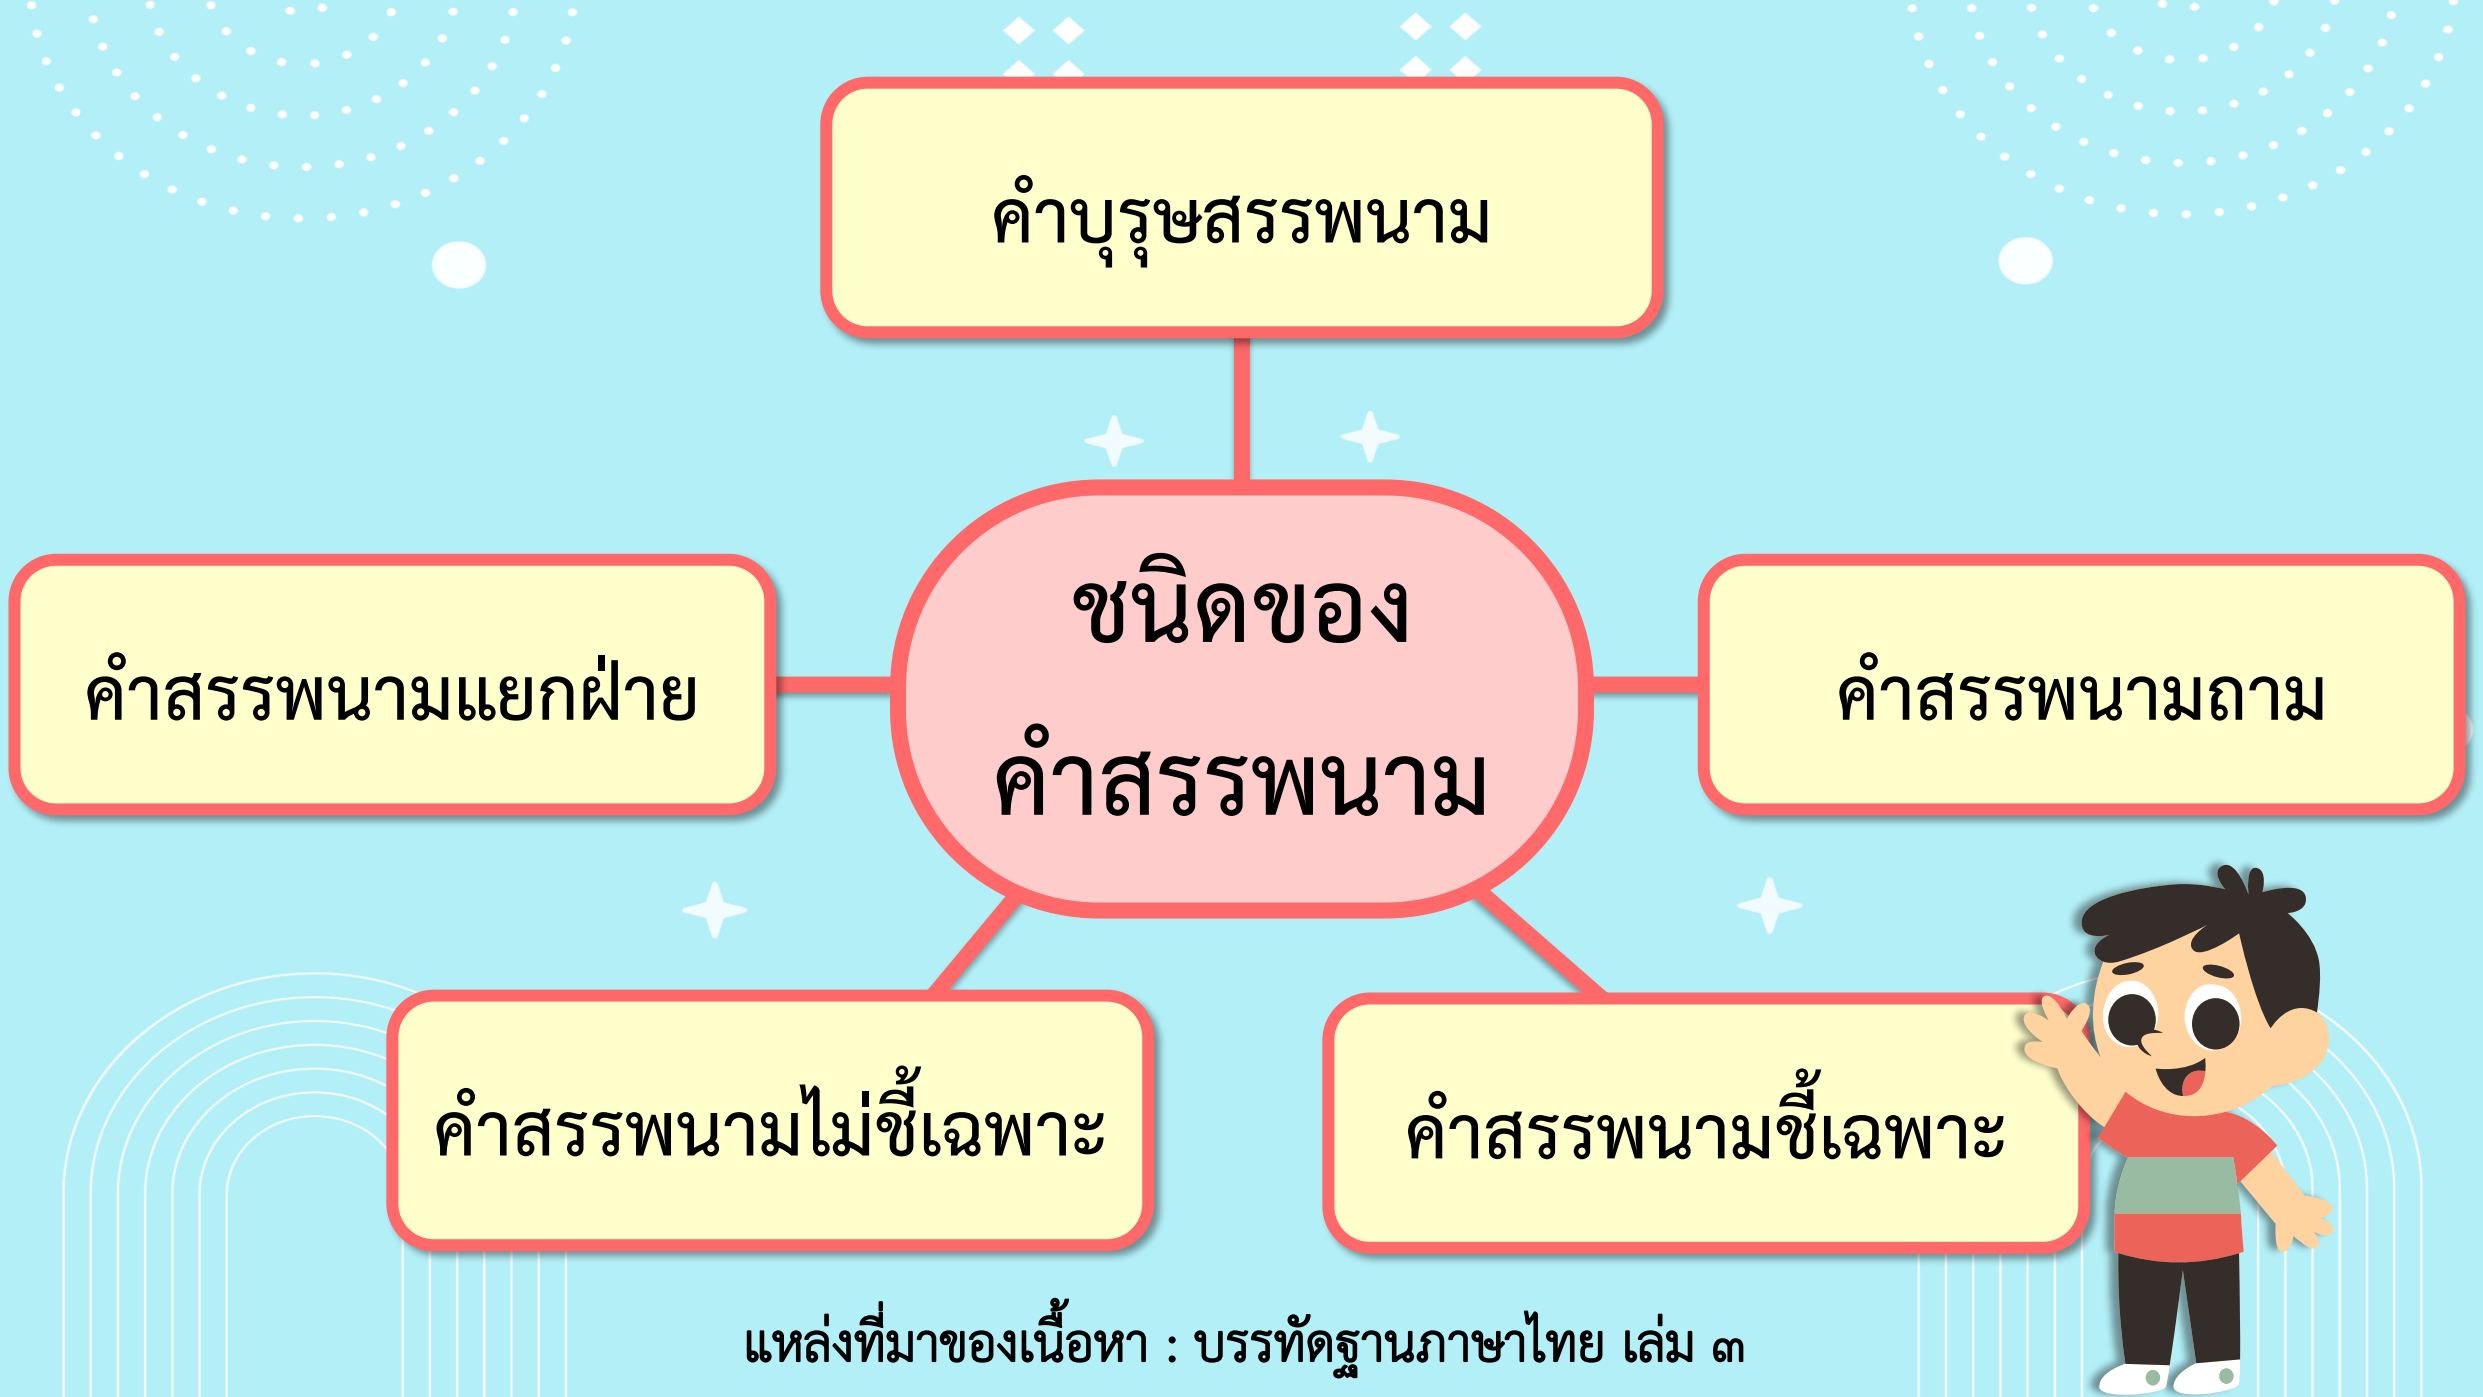 คำบุรุษสรรพนาม
คำสรรพนามแยกฝ่าย
ชนิดของ
คำสรรพนาม
คำสรรพนามถาม
คำสรรพนามไม่ชี้เฉพาะ
คำสรรพนามชี้เฉพาะ
แหล่งที่มาของเนื้อหา : บรรทัดฐานภาษาไทย เล่ม ๓